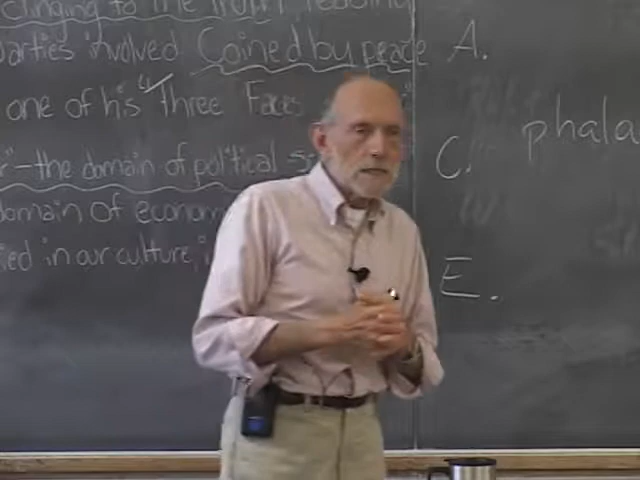 clinging to the Truth reading
parties involved Coined by peace
one of his "Three Faces
"-the domain of political s
domain of econom
ied in our culture, i
A.
C.
E.
phala